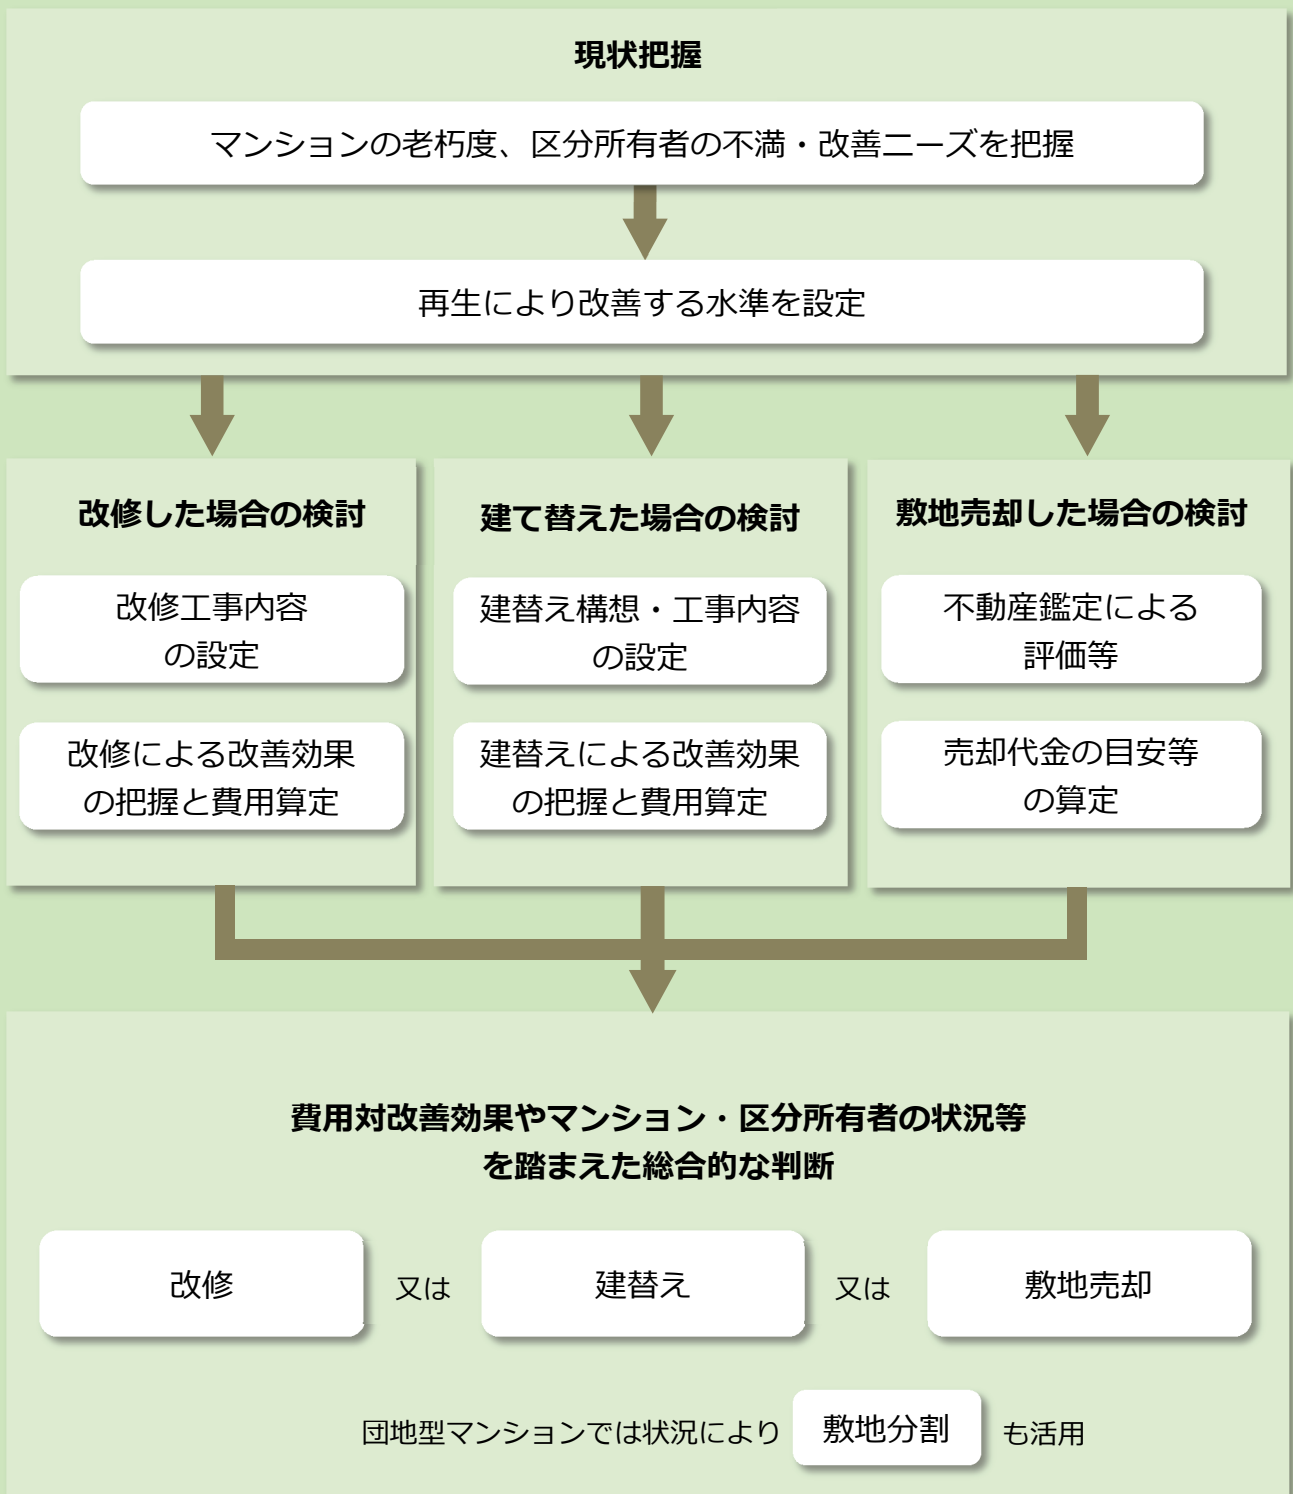 現状把握
マンションの老朽度、区分所有者の不満・改善ニーズを把握
再生により改善する水準を設定
改修した場合の検討
改修工事内容
の設定
改修による改善効果
の把握と費用算定
建て替えた場合の検討
建替え構想・工事内容
の設定
建替えによる改善効果
の把握と費用算定
敷地売却した場合の検討
不動産鑑定による
評価等
売却代金の目安等
の算定
費用対改善効果やマンション・区分所有者の状況等
を踏まえた総合的な判断
改修 又は 建替え 又は 敷地売却
団地型マンションでは状況により 敷地分割 も活用